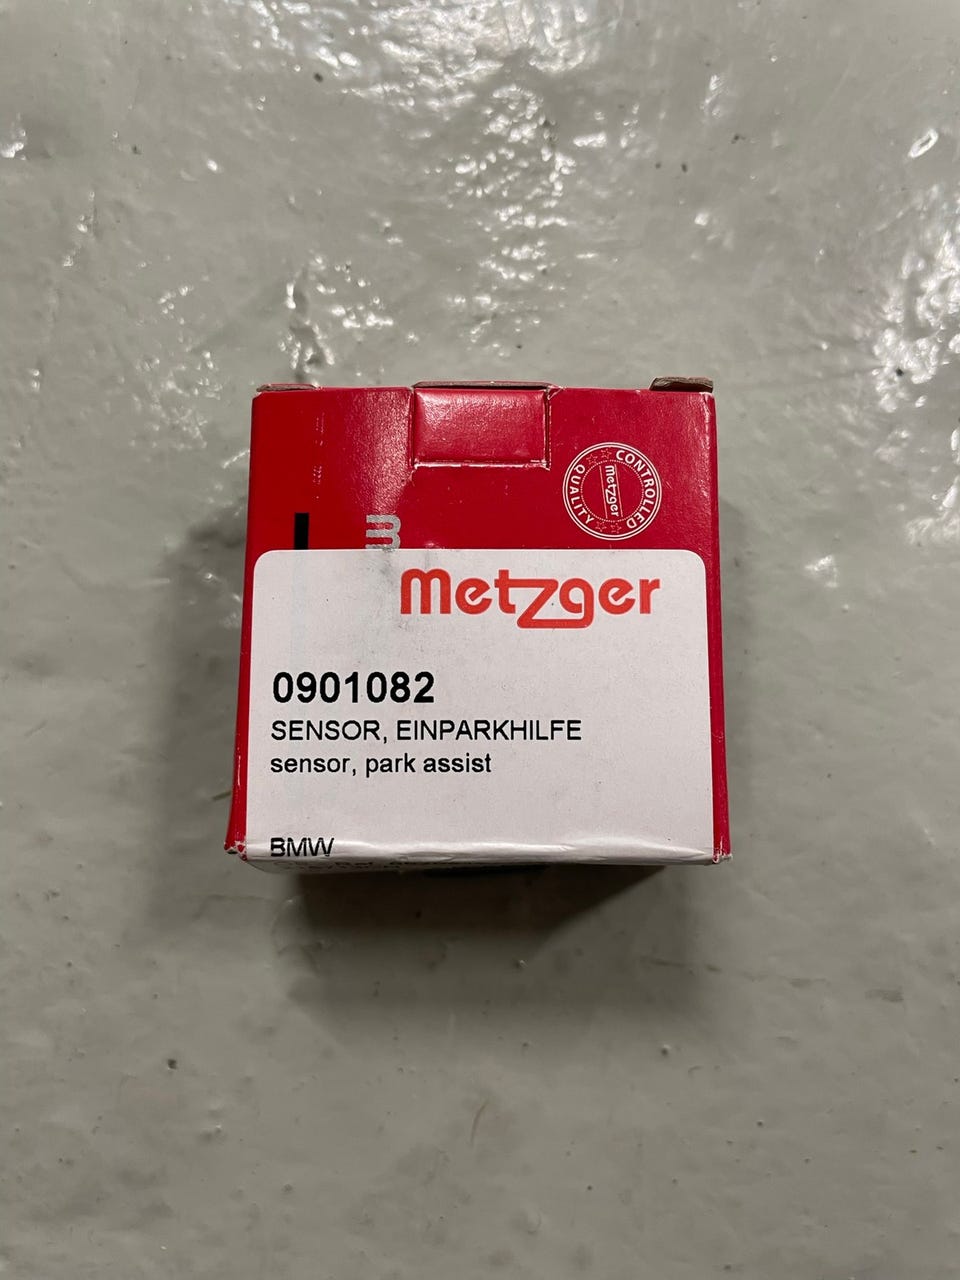 CONTROLLED
metzger
QUALITY
Metzger
0901082
SENSOR, EINPARKHILFE
sensor, park assist
BMW